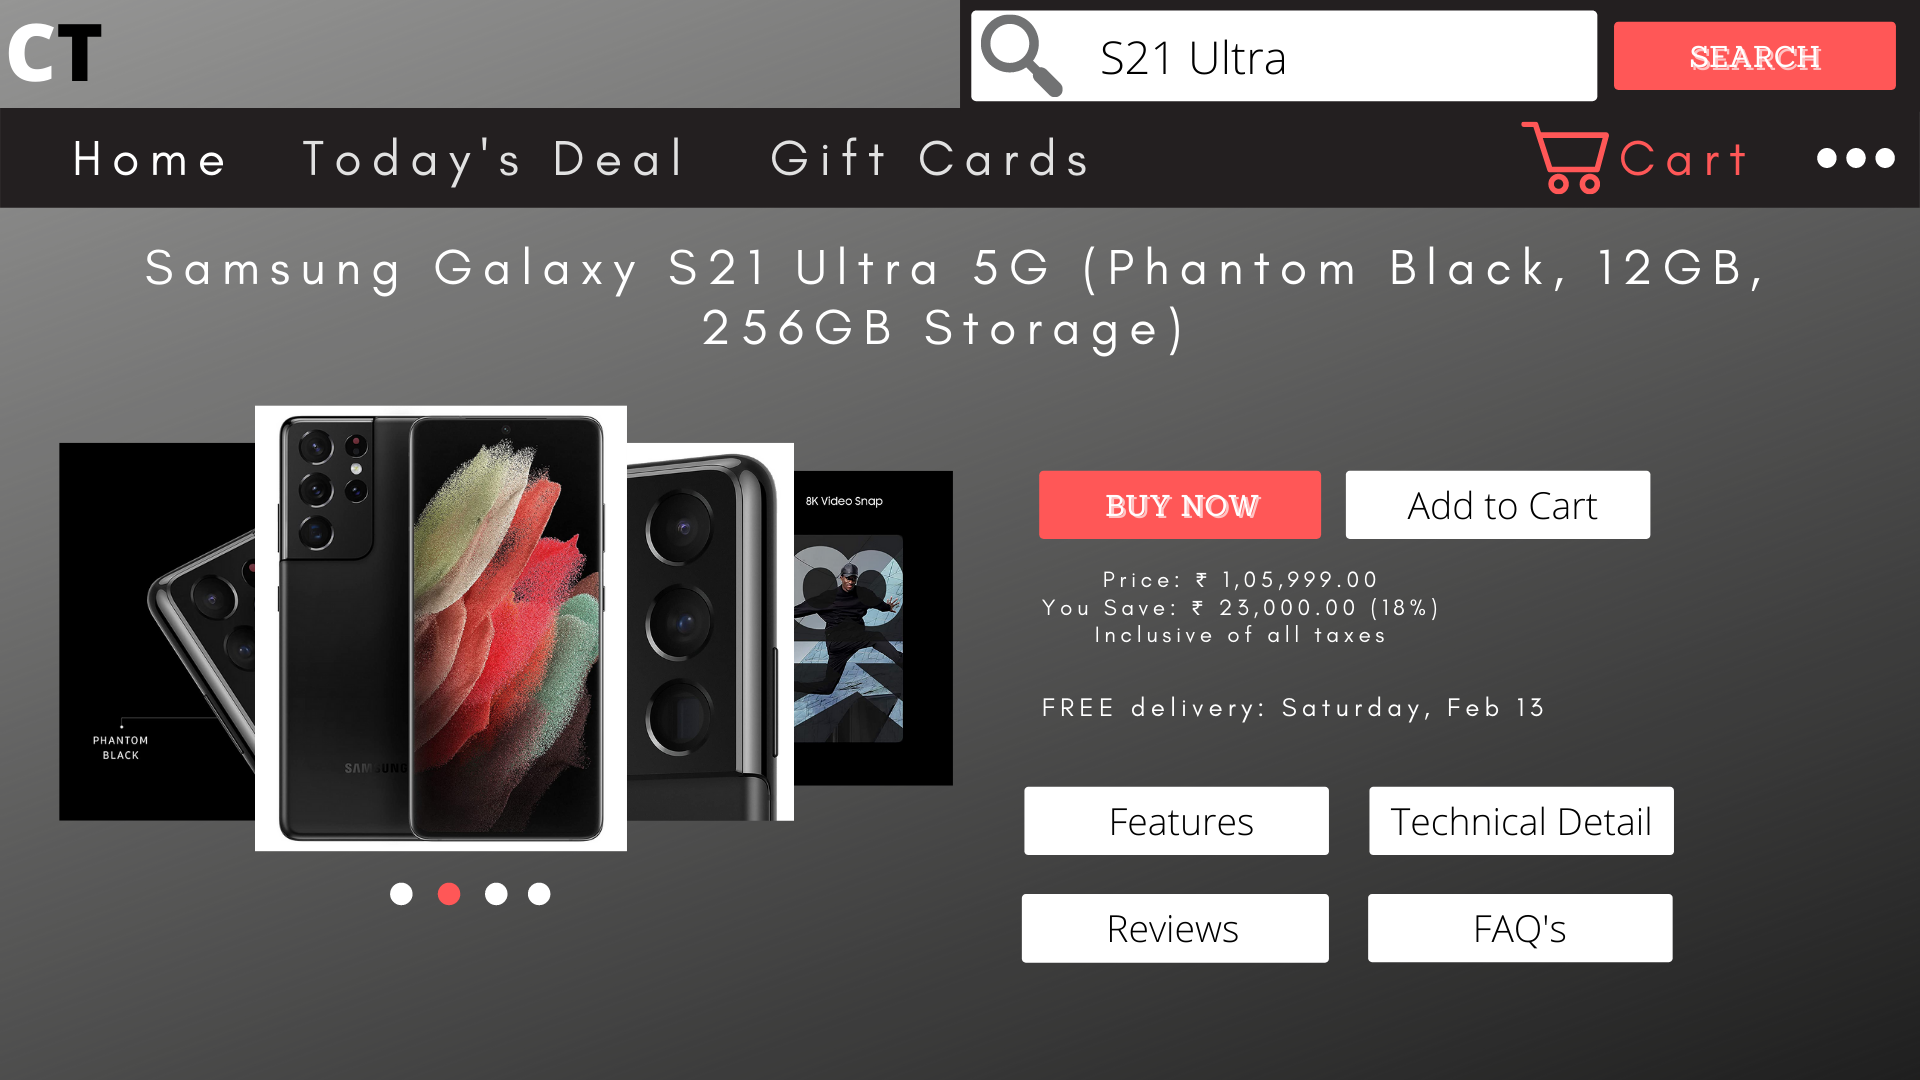 CT
S21 Ultra
SEARCH
Home
Today's Deal
Gift Cards
Cart
Samsung Galaxy S21 Ultra 5G (Phantom Black, 12GB,
256GB Storage)
PHANTOM
BLACK
SAMSUNG
8K Video Snap
BUY NOW
Add to Cart
Price: ₹ 1,05,999.00
You Save: ₹ 23,000.00 (18%)
Inclusive of all taxes
FREE delivery: Saturday, Feb 13
Features
Technical Detail
Reviews
FAQ's